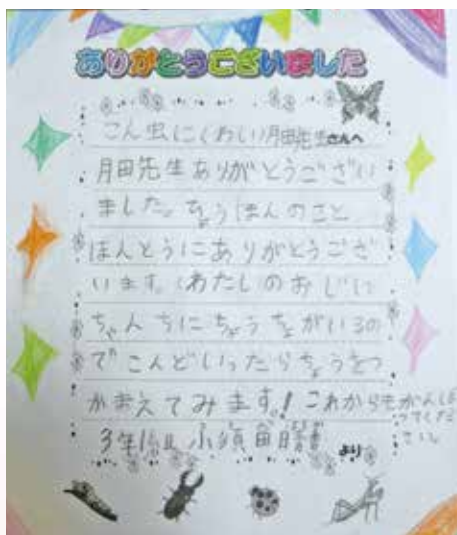 ありがとうございました
こん虫にくわしい月田先生さんへ
月田先生ありがとうござい
ました。ちょうほんのこと
ほんとうにありがとうござ
います。わたしのおじい
ちゃんちにちょうちょがいるの
でこんどいったらちょうをつ
かまえてみます!これからもがんば
ってくださ
い。
3年1組
より